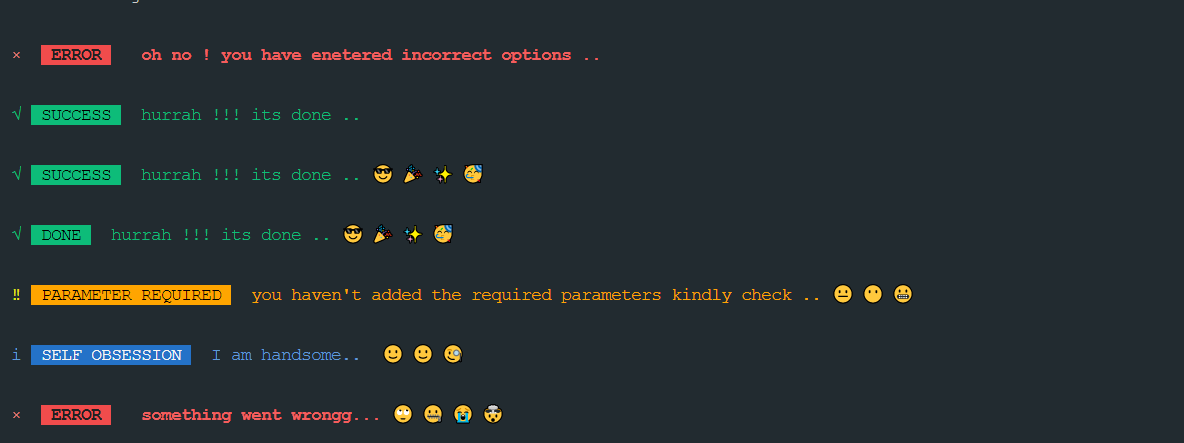 × ERROR oh no ! you have enetered incorrect options ..
√ SUCCESS hurrah !!! its done ..
√ SUCCESS hurrah !!! its done .. 😎 🎉 ✨ 🥳
√ DONE hurrah !!! its done .. 😎 🎉 ✨ 🥳
‼ PARAMETER REQUIRED you haven't added the required parameters kindly check .. 😐 😶 😬
i SELF OBSESSION I am handsome.. 🙂 🙂 🧐
× ERROR something went wrongg... 🙄 🤐 😭 🤯